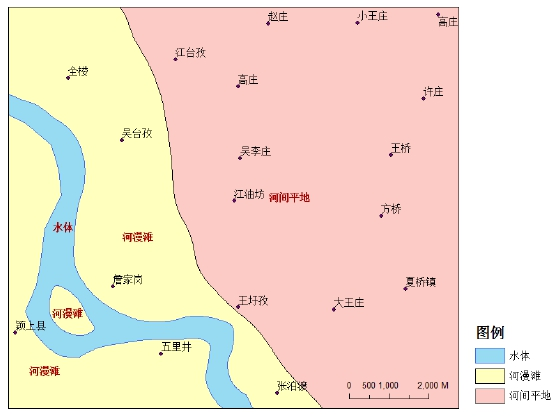 赵庄
小王庄
高庄
江台孜
全楼
高庄
许庄
吴台孜
吴李庄
王桥
江油坊
河间平地
方桥
水体
河漫滩
詹家岗
夏桥镇
王圩孜
大王庄
河漫滩
颍上县
五里井
河漫滩
图例
水体
河漫滩
河间平地
0 500 1,000 2,000 M